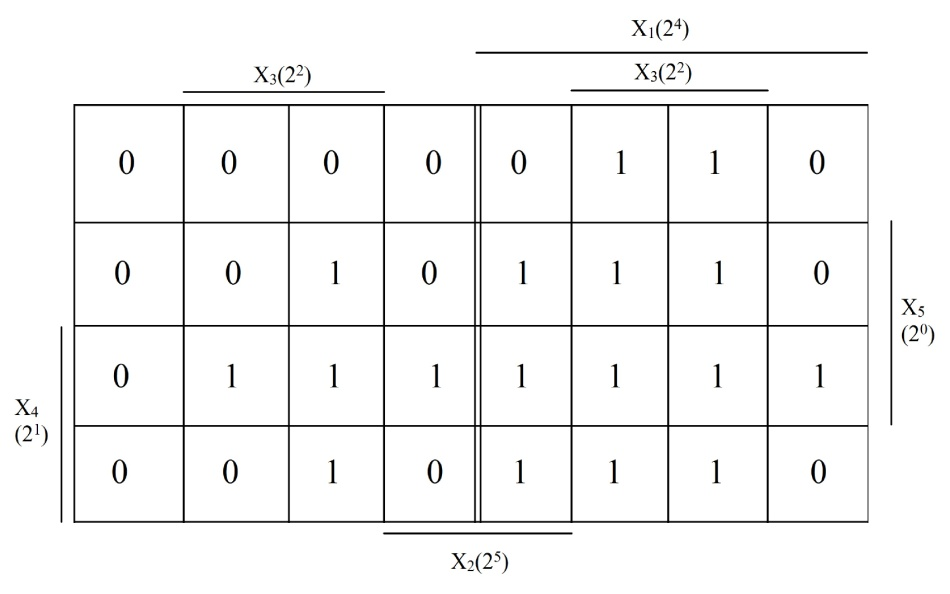 X₁(2⁴)
X₃(2²) X₃(2²)
0 0 0 0 0 1 1 0
0 0 1 0 1 1 1 0
X₅
(2⁰)
0 1 1 1 1 1 1 1
X₄
(2¹)
0 0 1 0 1 1 1 0
X₂(2⁵)